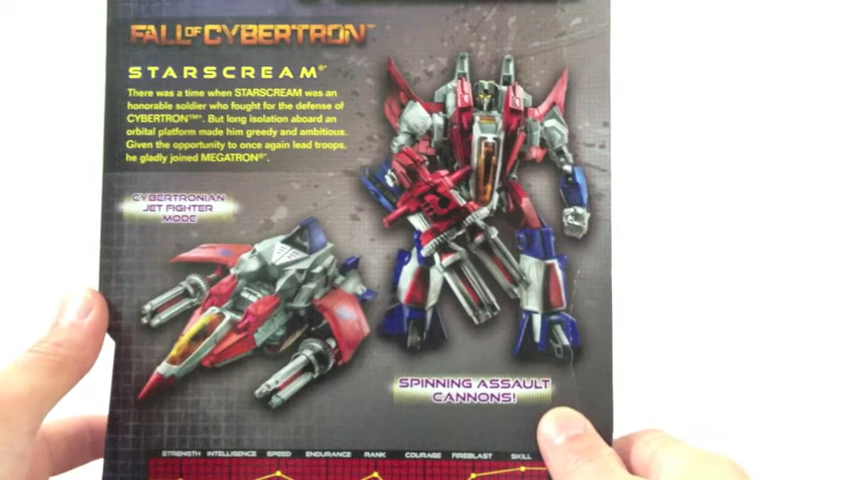 FALL OF CYBERTRON™
STARSCREAM®*
There was a time when STARSCREAM was an
honorable soldier who fought for the defense of
CYBERTRON™*. But long isolation aboard an
orbital platform made him greedy and ambitious.
Given the opportunity to once again lead troops,
he gladly joined MEGATRON®*.
CYBERTRONIAN
JET FIGHTER
MODE
SPINNING ASSAULT
CANNONS!
STRENGTH INTELLIGENCE SPEED ENDURANCE RANK COURAGE FIREBLAST SKILL